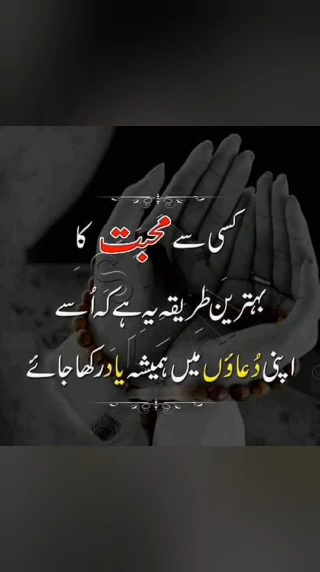 کسی سے محبت کا
بہترین طریقہ یہ ہے کہ اُسے
اپنی دُعاؤں میں ہمیشہ یاد رکھا جائے